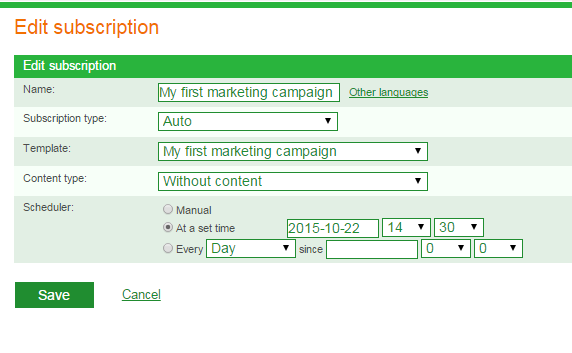 Edit subscription
Edit subscription
Name: My first marketing campaign Other languages
Subscription type: Auto
Template: My first marketing campaign
Content type: Without content
Scheduler: Manual
At a set time 2015-10-22 14 30
Every Day since 0 0
Save Cancel